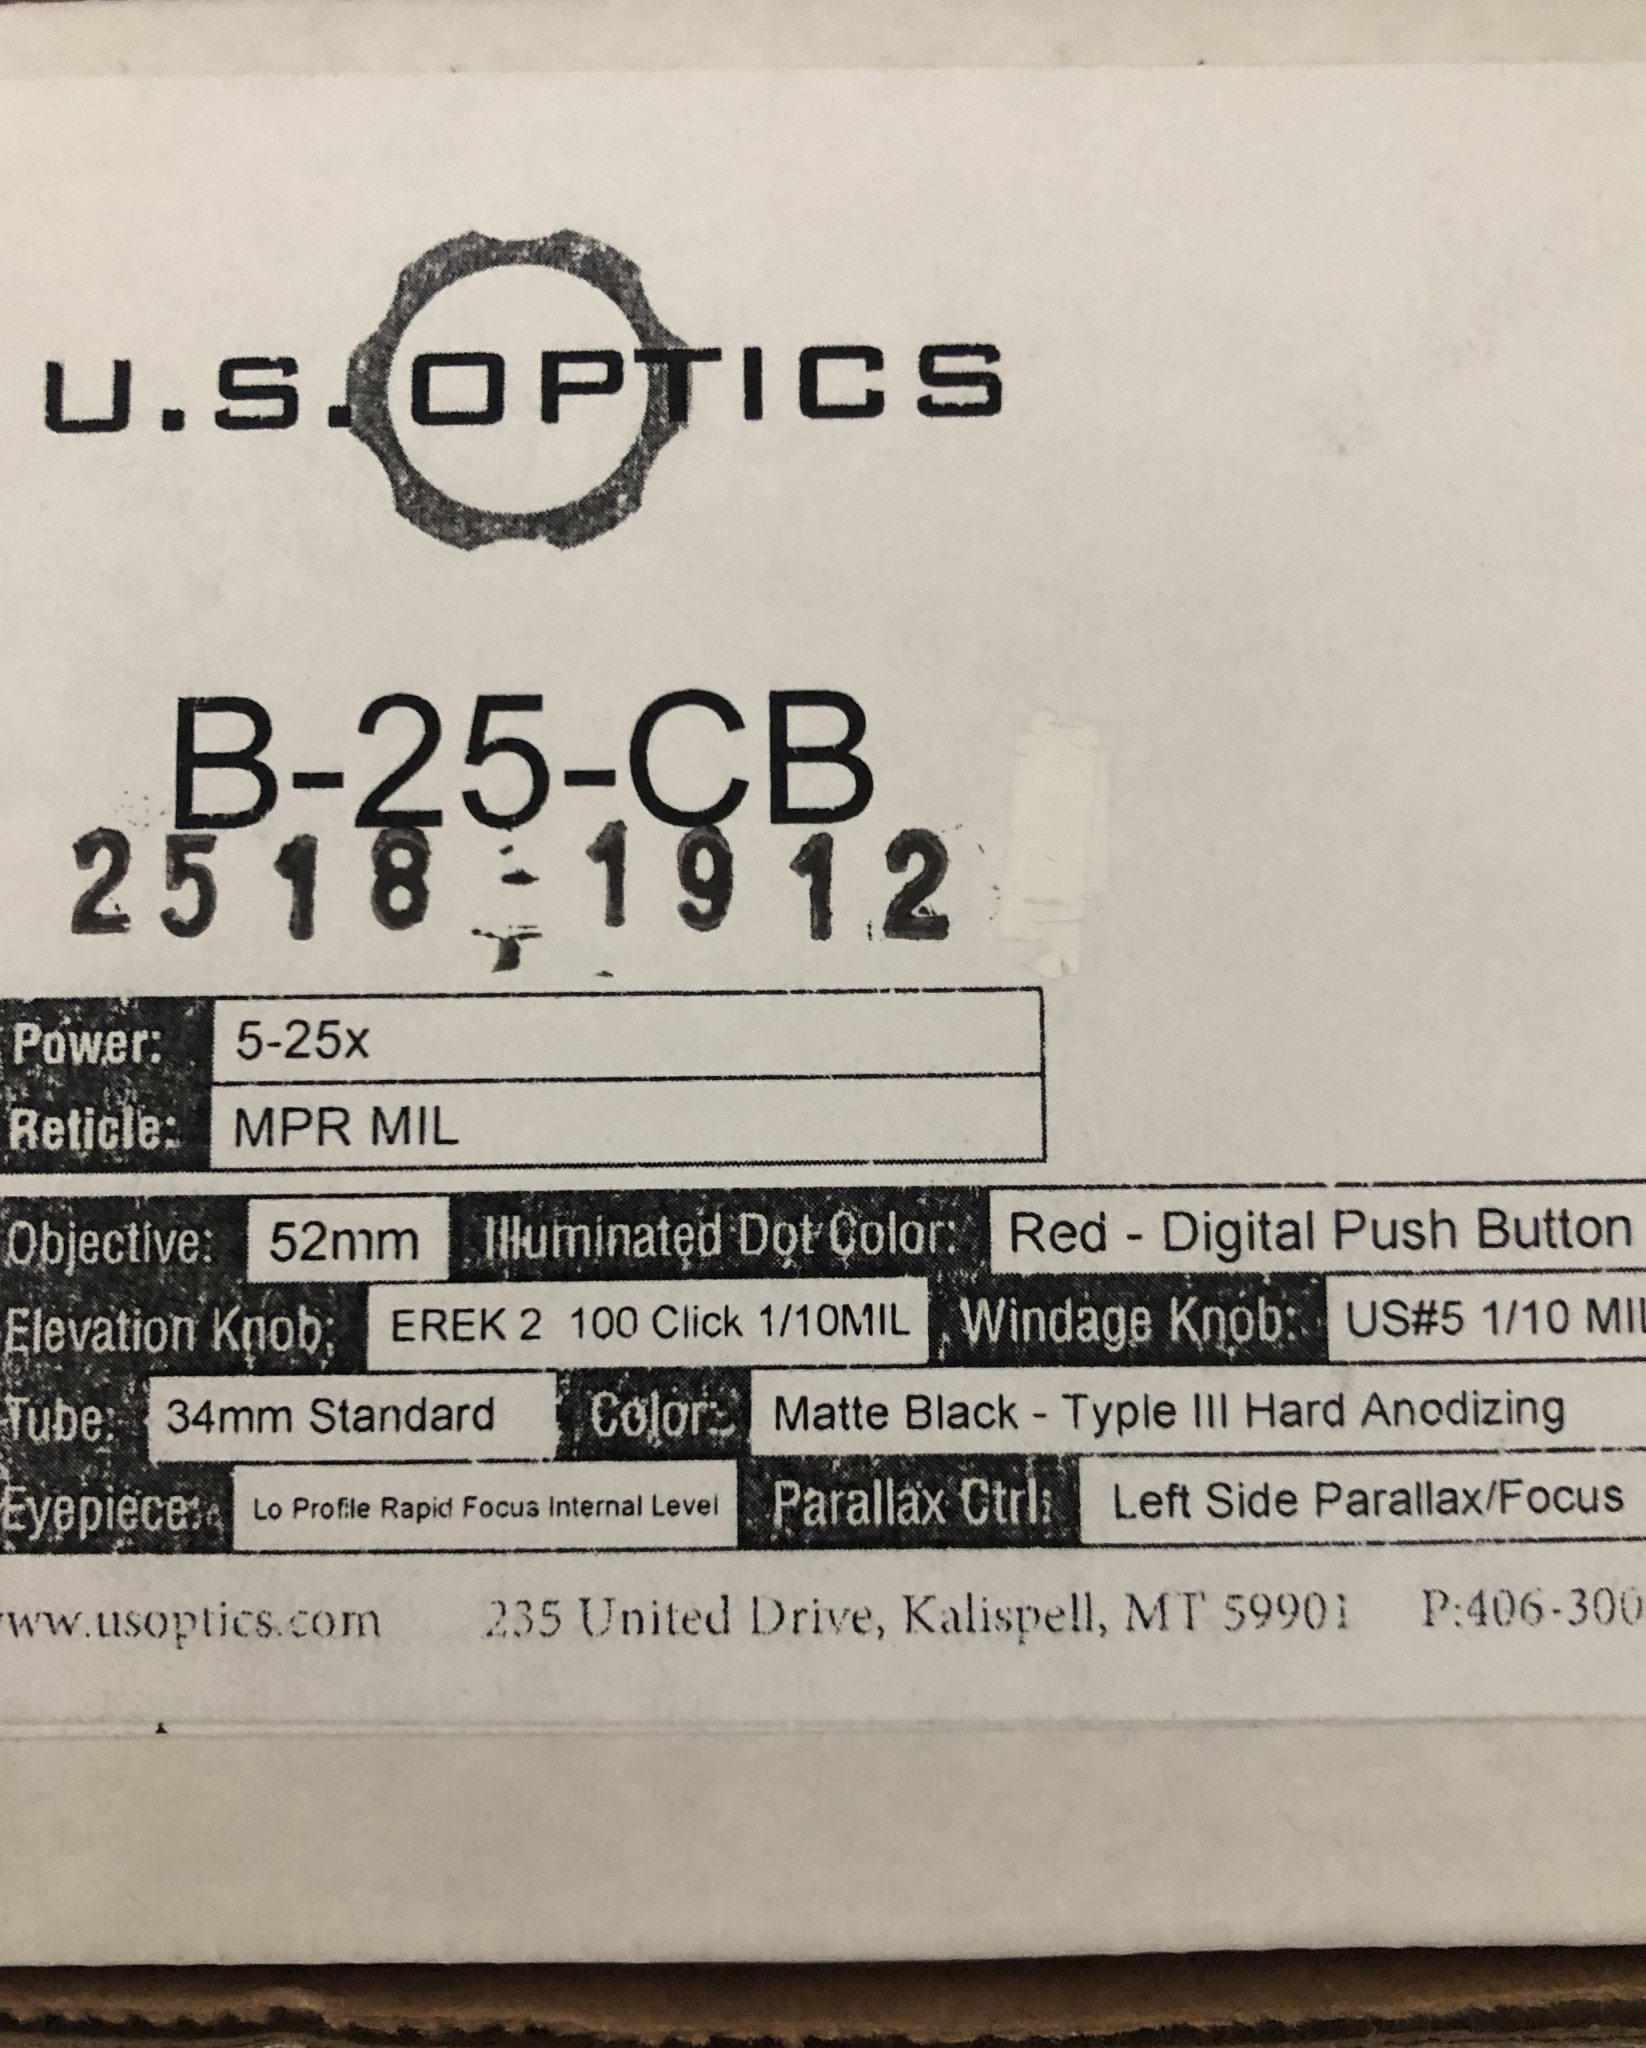 U.S. OPTICS
B-25-CB
2518-1912
Power: 5-25x
Reticle: MPR MIL
Objective: 52mm Illuminated Dot Color: Red - Digital Push Button
Elevation Knob: EREK 2 100 Click 1/10MIL Windage Knob: US#5 1/10 MIL
Tube: 34mm Standard Color: Matte Black - Typle III Hard Anodizing
Eyepiece: Lo Profile Rapid Focus Internal Level Parallax Ctrl: Left Side Parallax/Focus
www.usoptics.com 235 United Drive, Kalispell, MT 59901 P:406-300